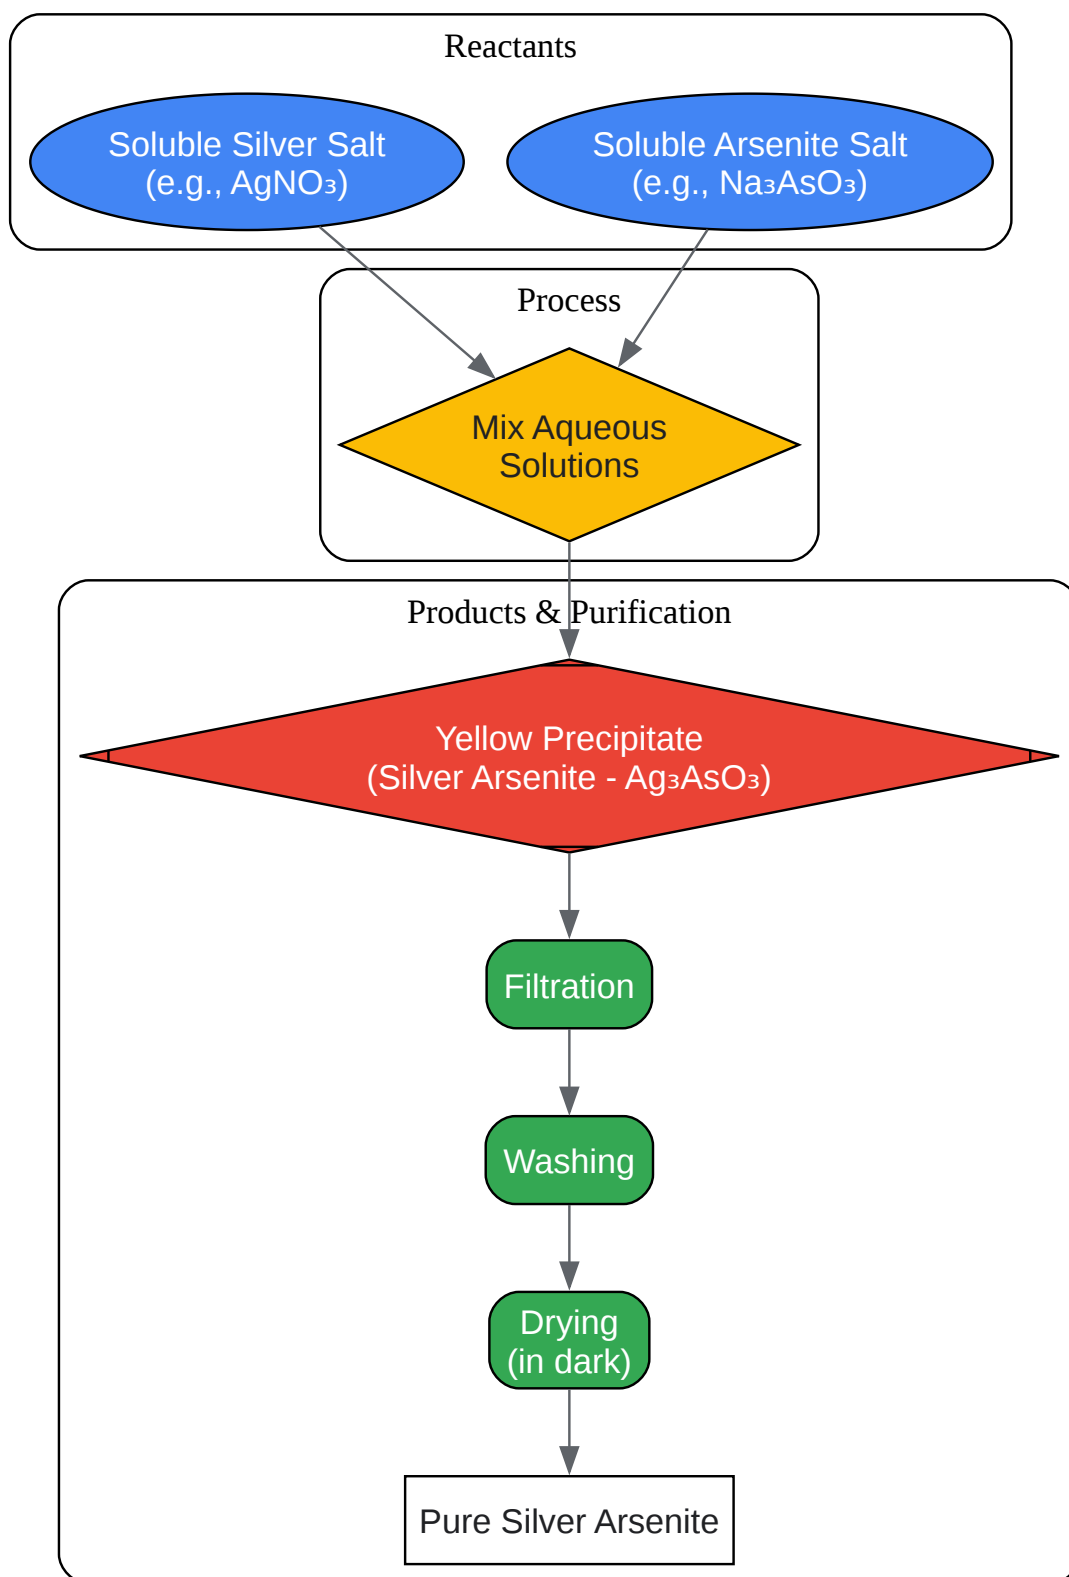 Reactants
Soluble Silver Salt
(e.g., AgNO₃)
Soluble Arsenite Salt
(e.g., Na₃AsO₃)
Process
Mix Aqueous
Solutions
Products & Purification
Yellow Precipitate
(Silver Arsenite - Ag₃AsO₃)
Filtration
Washing
Drying
(in dark)
Pure Silver Arsenite